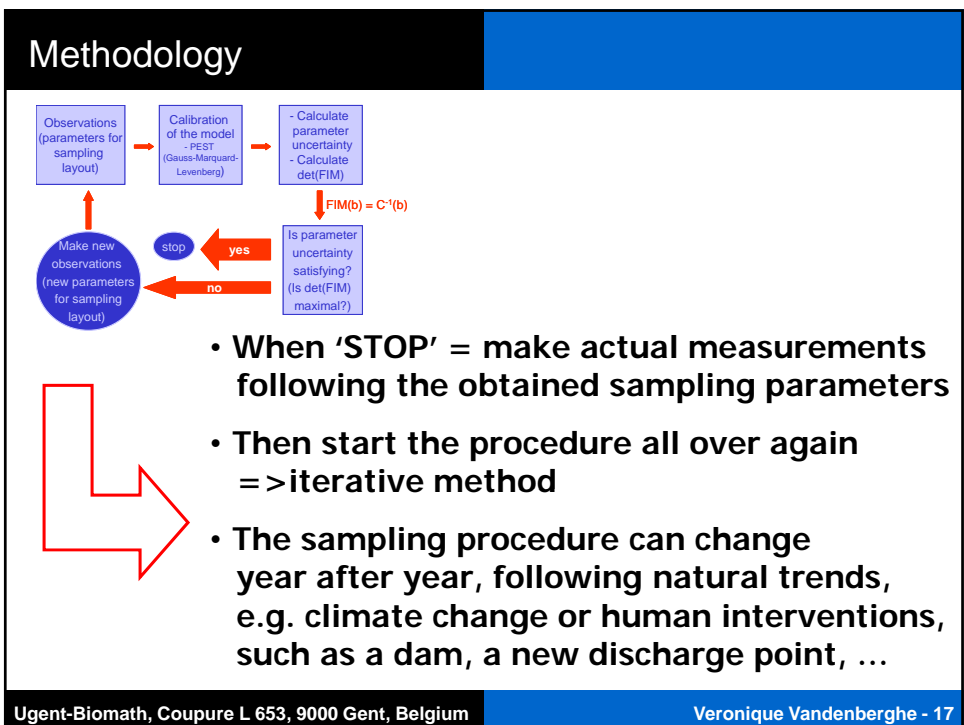 Methodology
Observations
(parameters for
sampling
layout)
Calibration
of the model
- PEST
(Gauss-Marquard-
Levenberg)
- Calculate
parameter
uncertainty
- Calculate
det(FIM)
FIM(b) = C⁻¹(b)
Is parameter
uncertainty
satisfying?
(Is det(FIM)
maximal?)
yes
stop
no
Make new
observations
(new parameters
for sampling
layout)
• When ‘STOP’ = make actual measurements
following the obtained sampling parameters
• Then start the procedure all over again
=>iterative method
• The sampling procedure can change
year after year, following natural trends,
e.g. climate change or human interventions,
such as a dam, a new discharge point, ...
Ugent-Biomath, Coupure L 653, 9000 Gent, Belgium
Veronique Vandenberghe - 17